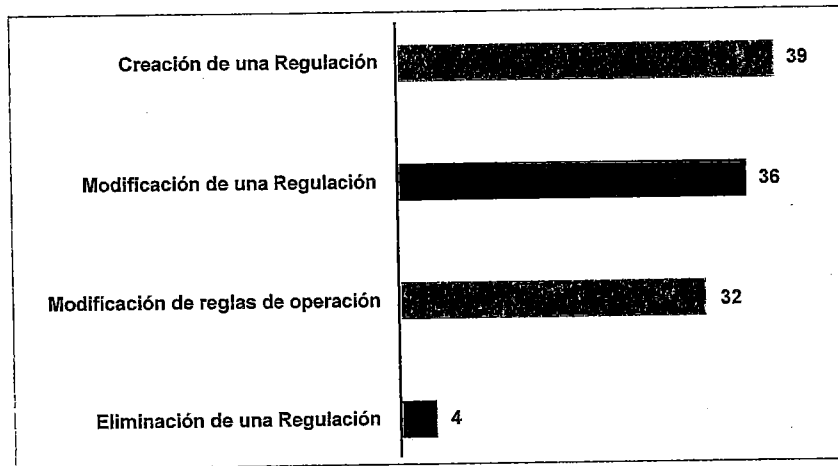 Creación de una Regulación 39
Modificación de una Regulación 36
Modificación de reglas de operación 32
Eliminación de una Regulación 4